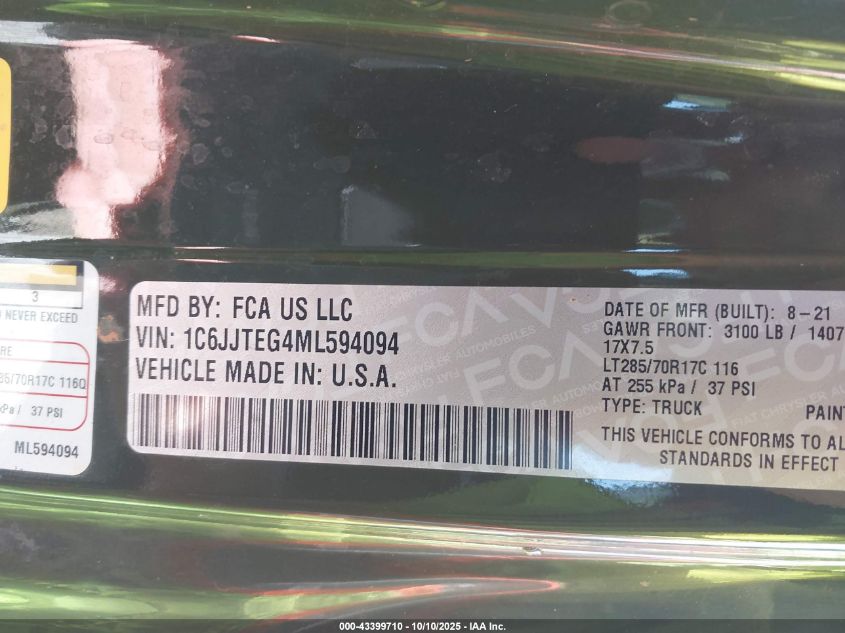 3
NEVER EXCEED
RE
285/70R17C 116Q
kPa / 37 PSI
ML594094
MFD BY: FCA US LLC
VIN: 1C6JJTEG4ML594094
VEHICLE MADE IN: U.S.A.
DATE OF MFR (BUILT): 8-21
GAWR FRONT: 3100 LB / 1407
17X7.5
LT285/70R17C 116
AT 255 kPa / 37 PSI
TYPE: TRUCK PAIN
THIS VEHICLE CONFORMS TO AL
STANDARDS IN EFFECT
000-43399710 - 10/10/2025 - IAA Inc.